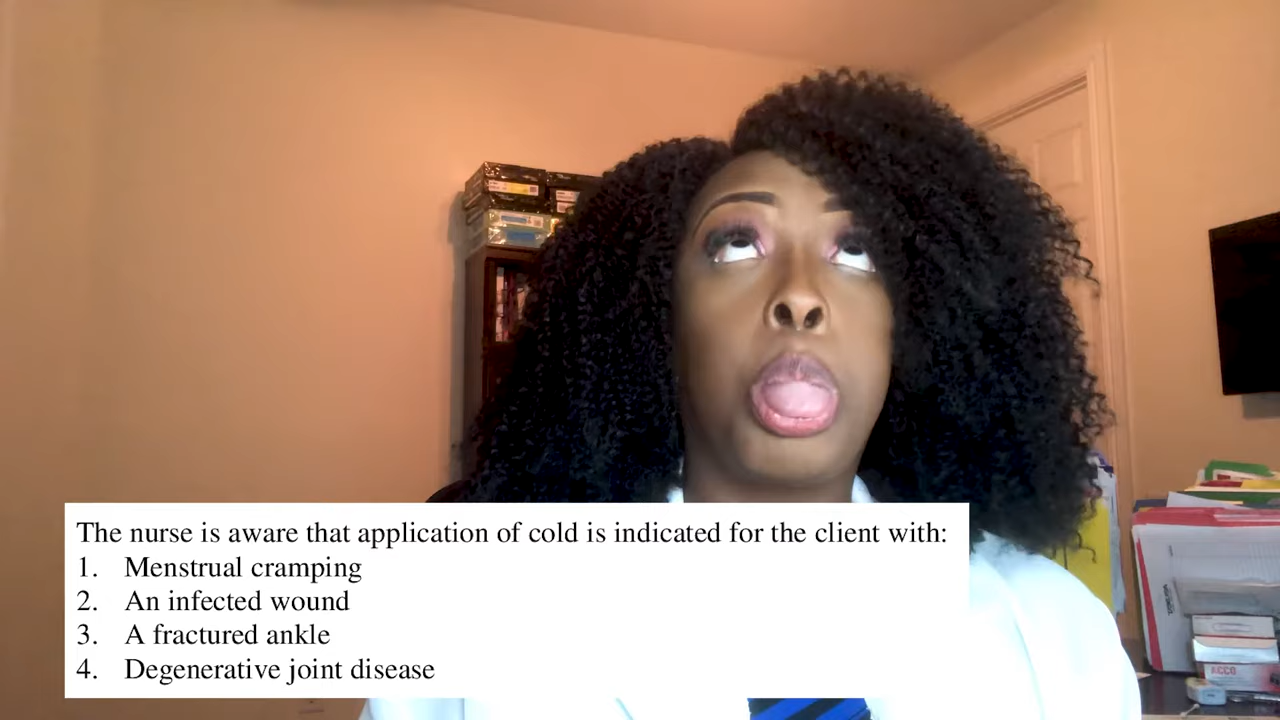 The nurse is aware that application of cold is indicated for the client with:
1. Menstrual cramping
2. An infected wound
3. A fractured ankle
4. Degenerative joint disease
ACCO